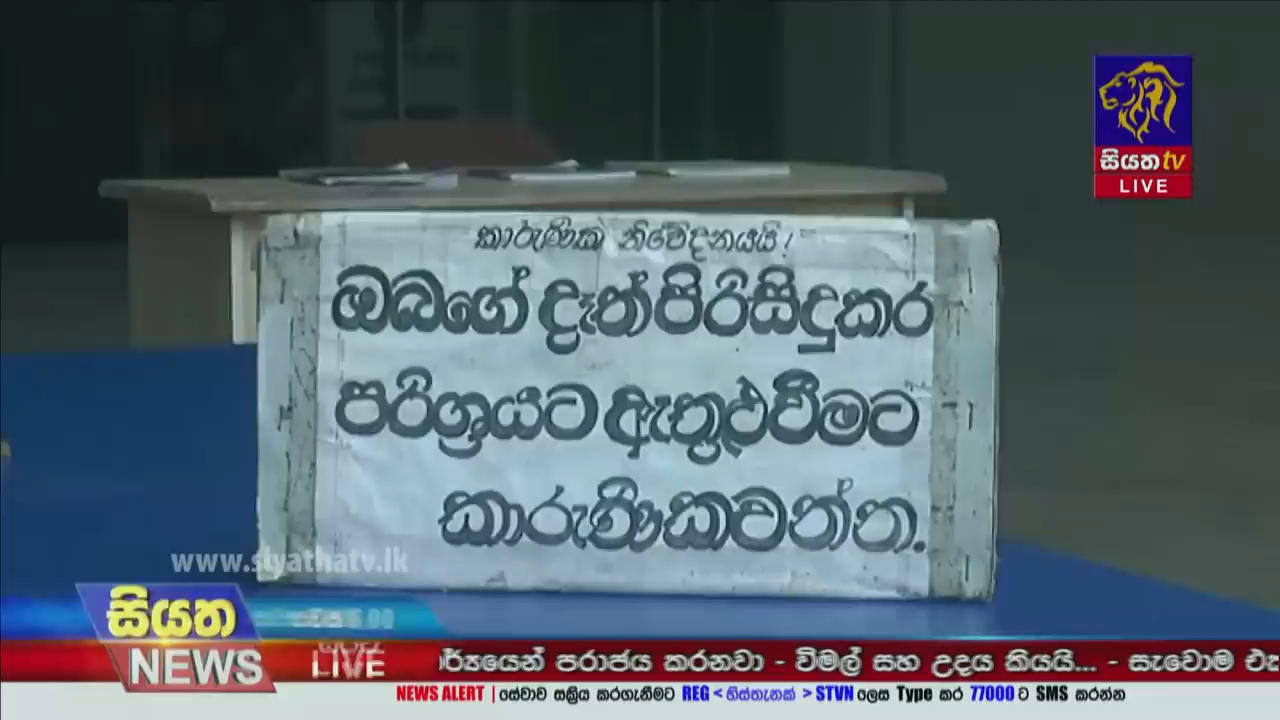 සියත tv
LIVE
කාරුණික නිවේදනයයි!
ඔබගේ දෑත් පිරිසිදු කර
පරිශ්‍රයට ඇතුළුවීමට
කාරුණික වන්න.
www.siyathatv.lk
සියත
NEWS
LIVE
පරාජය කරනවා - විමල් සහ උදය කියයි... - සැවොම
NEWS ALERT | සේවාව සක්‍රිය කරගැනීමට REG < හිස්තැනක් > STVN ලෙස Type කර 77000 ට SMS කරන්න